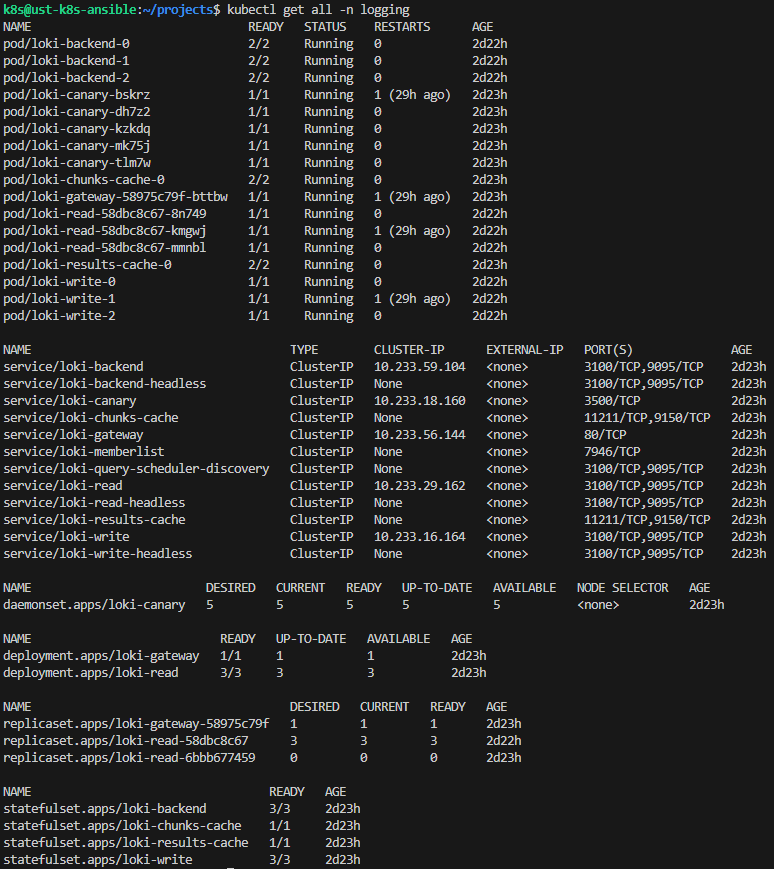 k8s@ust-k8s-ansible:~/projects$ kubectl get all -n logging
NAME READY STATUS RESTARTS AGE
pod/loki-backend-0 2/2 Running 0 2d22h
pod/loki-backend-1 2/2 Running 0 2d22h
pod/loki-backend-2 2/2 Running 0 2d22h
pod/loki-canary-bskrz 1/1 Running 1 (29h ago) 2d23h
pod/loki-canary-dh7z2 1/1 Running 0 2d23h
pod/loki-canary-kzkdq 1/1 Running 0 2d23h
pod/loki-canary-mk75j 1/1 Running 0 2d23h
pod/loki-canary-tlm7w 1/1 Running 0 2d23h
pod/loki-chunks-cache-0 2/2 Running 0 2d23h
pod/loki-gateway-58975c79f-bttbw 1/1 Running 1 (29h ago) 2d23h
pod/loki-read-58dbc8c67-8n749 1/1 Running 0 2d22h
pod/loki-read-58dbc8c67-kmgwj 1/1 Running 1 (29h ago) 2d22h
pod/loki-read-58dbc8c67-mmnbl 1/1 Running 0 2d22h
pod/loki-results-cache-0 2/2 Running 0 2d23h
pod/loki-write-0 1/1 Running 0 2d22h
pod/loki-write-1 1/1 Running 1 (29h ago) 2d22h
pod/loki-write-2 1/1 Running 0 2d22h
NAME TYPE CLUSTER-IP EXTERNAL-IP PORT(S) AGE
service/loki-backend ClusterIP 10.233.59.104 <none> 3100/TCP,9095/TCP 2d23h
service/loki-backend-headless ClusterIP None <none> 3100/TCP,9095/TCP 2d23h
service/loki-canary ClusterIP 10.233.18.160 <none> 3500/TCP 2d23h
service/loki-chunks-cache ClusterIP None <none> 11211/TCP,9150/TCP 2d23h
service/loki-gateway ClusterIP 10.233.56.144 <none> 80/TCP 2d23h
service/loki-memberlist ClusterIP None <none> 7946/TCP 2d23h
service/loki-query-scheduler-discovery ClusterIP None <none> 3100/TCP,9095/TCP 2d23h
service/loki-read ClusterIP 10.233.29.162 <none> 3100/TCP,9095/TCP 2d23h
service/loki-read-headless ClusterIP None <none> 3100/TCP,9095/TCP 2d23h
service/loki-results-cache ClusterIP None <none> 11211/TCP,9150/TCP 2d23h
service/loki-write ClusterIP 10.233.16.164 <none> 3100/TCP,9095/TCP 2d23h
service/loki-write-headless ClusterIP None <none> 3100/TCP,9095/TCP 2d23h
NAME DESIRED CURRENT READY UP-TO-DATE AVAILABLE NODE SELECTOR AGE
daemonset.apps/loki-canary 5 5 5 5 5 <none> 2d23h
NAME READY UP-TO-DATE AVAILABLE AGE
deployment.apps/loki-gateway 1/1 1 1 2d23h
deployment.apps/loki-read 3/3 3 3 2d23h
NAME DESIRED CURRENT READY AGE
replicaset.apps/loki-gateway-58975c79f 1 1 1 2d23h
replicaset.apps/loki-read-58dbc8c67 3 3 3 2d22h
replicaset.apps/loki-read-6bbb677459 0 0 0 2d23h
NAME READY AGE
statefulset.apps/loki-backend 3/3 2d23h
statefulset.apps/loki-chunks-cache 1/1 2d23h
statefulset.apps/loki-results-cache 1/1 2d23h
statefulset.apps/loki-write 3/3 2d23h